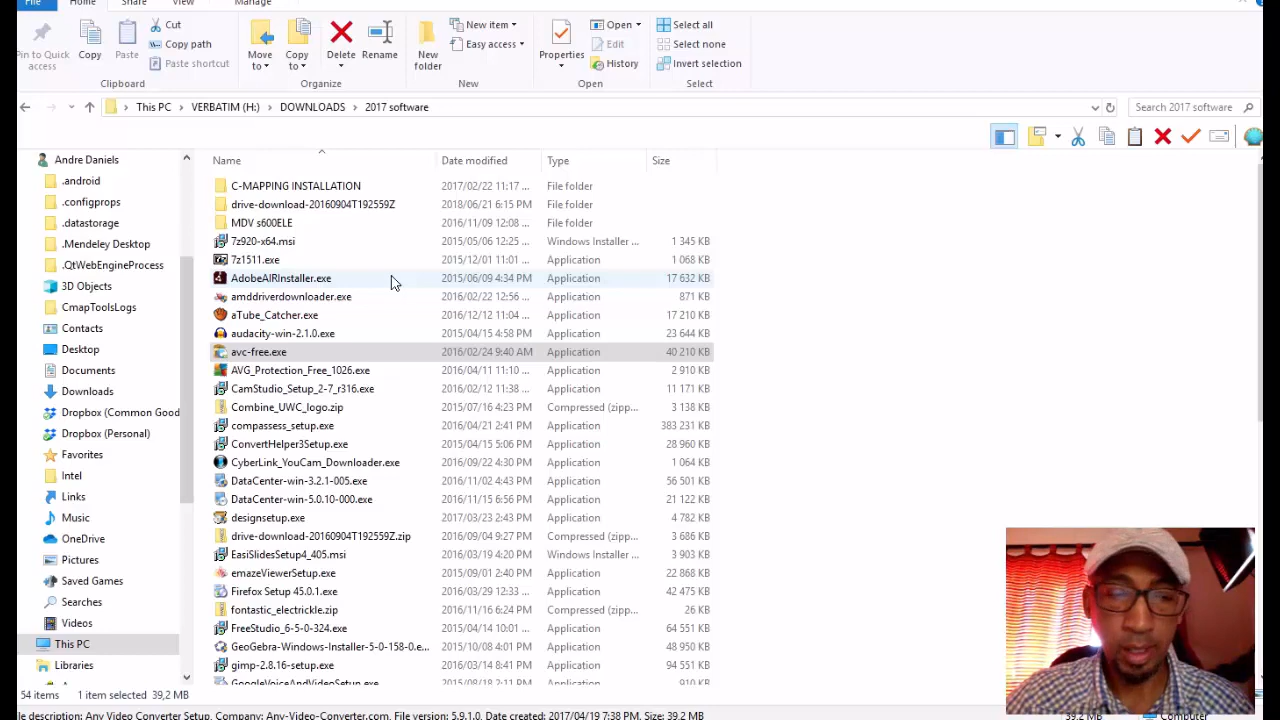 File Home Share View Manage
Pin to Quick access
Copy
Paste
Cut
Copy path
Paste shortcut
Clipboard
Move to
Copy to
Delete
Rename
Organize
New folder
New item
Easy access
New
Properties
Open
Edit
History
Open
Select all
Select none
Invert selection
Select
This PC > VERBATIM (H:) > DOWNLOADS > 2017 software
Search 2017 software
Name Date modified Type Size
Andre Daniels
.android
.configprops
.datastorage
.Mendeley Desktop
.QtWebEngineProcess
3D Objects
CmapToolsLogs
Contacts
Desktop
Documents
Downloads
Dropbox (Common Good
Dropbox (Personal)
Favorites
Intel
Links
Music
OneDrive
Pictures
Saved Games
Searches
Videos
This PC
Libraries
C-MAPPING INSTALLATION 2017/02/22 11:17 ... File folder
drive-download-20160904T192559Z 2018/06/21 6:15 PM File folder
MDV s600ELE 2016/11/09 12:08 ... File folder
7z920-x64.msi 2015/05/06 12:25 ... Windows Installer ... 1 345 KB
7z1511.exe 2015/12/01 11:01 ... Application 1 068 KB
AdobeAIRInstaller.exe 2015/06/09 4:34 PM Application 17 632 KB
amddriverdownloader.exe 2016/02/22 12:56 ... Application 871 KB
aTube_Catcher.exe 2016/12/12 11:04 ... Application 17 210 KB
audacity-win-2.1.0.exe 2015/04/15 4:58 PM Application 23 644 KB
avc-free.exe 2016/02/24 9:40 AM Application 40 210 KB
AVG_Protection_Free_1026.exe 2016/04/11 11:10 ... Application 2 910 KB
CamStudio_Setup_2-7_r316.exe 2016/02/12 11:38 ... Application 11 171 KB
Combine_UWC_logo.zip 2015/07/16 4:23 PM Compressed (zipp... 3 138 KB
compassess_setup.exe 2016/04/21 2:41 PM Application 383 231 KB
ConvertHelper3Setup.exe 2015/04/15 5:06 PM Application 28 960 KB
CyberLink_YouCam_Downloader.exe 2016/09/22 4:30 PM Application 1 064 KB
DataCenter-win-3.2.1-005.exe 2016/11/02 4:43 PM Application 56 501 KB
DataCenter-win-5.0.10-000.exe 2016/11/15 6:56 PM Application 21 122 KB
designsetup.exe 2017/03/23 2:43 PM Application 4 782 KB
drive-download-20160904T192559Z.zip 2016/09/04 9:27 PM Compressed (zipp... 3 686 KB
EasiSlidesSetup4_405.msi 2016/03/19 4:20 PM Windows Installer ... 3 903 KB
emazeViewerSetup.exe 2015/09/01 2:40 PM Application 22 868 KB
Firefox Setup 45.0.1.exe 2016/03/29 12:33 ... Application 42 475 KB
fontastic_electrickle.zip 2016/11/16 6:24 PM Compressed (zipp... 26 KB
FreeStudio_6-5-0-324.exe 2015/04/14 10:01 ... Application 64 551 KB
GeoGebra-Windows-Installer-5-0-158-0.e... 2015/10/08 4:01 PM Application 48 950 KB
gimp-2.8.16-setup.exe 2016/03/14 8:41 PM Application 94 551 KB
GoogleVoiceAndVideoSetup.exe 2015/08/28 2:11 PM Application 910 KB
54 items 1 item selected 39,2 MB
le description: Any Video Converter Setup, Company: Any-Video-Converter.com, File version: 5.9.1.0, Date created: 2017/04/19 7:38 PM, Size: 39.2 MB
39,2 MB
Computer